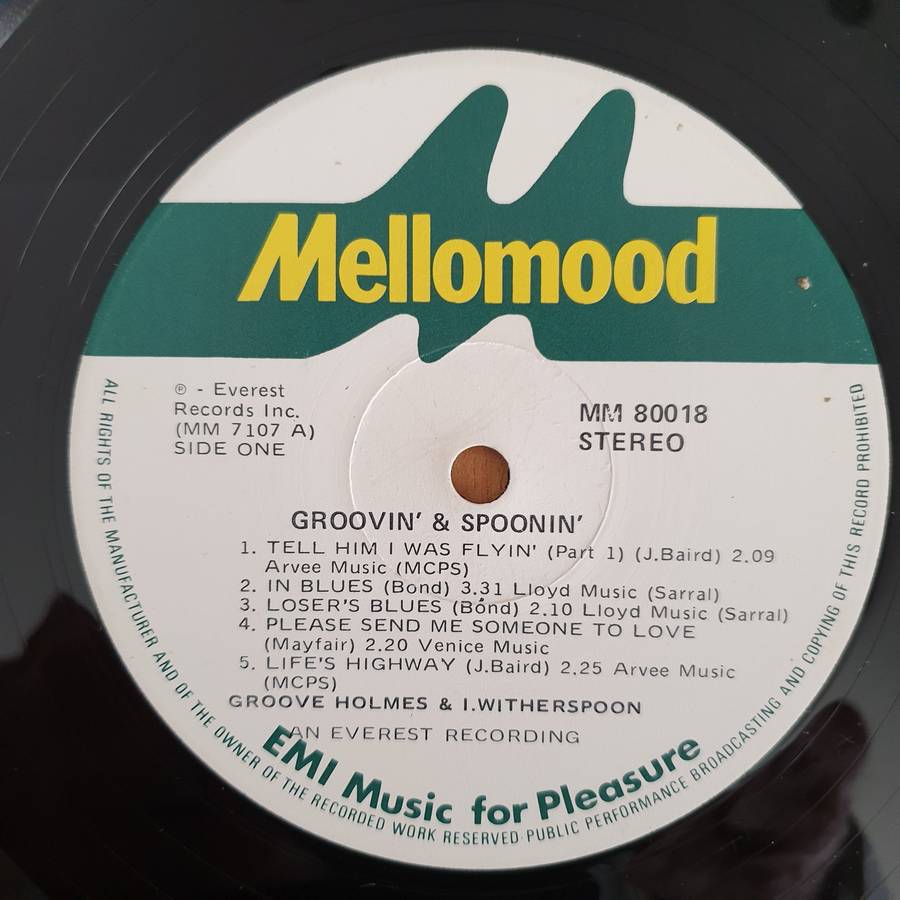 Mellomood
℗ - Everest
Records Inc.
(MM 7107 A)
SIDE ONE
MM 80018
STEREO
GROOVIN' & SPOONIN'
1. TELL HIM I WAS FLYIN' (Part 1) (J.Baird) 2.09
Arvee Music (MCPS)
2. IN BLUES (Bond) 3.31 Lloyd Music (Sarral)
3. LOSER'S BLUES (Bond) 2.10 Lloyd Music (Sarral)
4. PLEASE SEND ME SOMEONE TO LOVE
(Mayfair) 2.20 Venice Music
5. LIFE'S HIGHWAY (J.Baird) 2.25 Arvee Music
(MCPS)
GROOVE HOLMES & I.WITHERSPOON
AN EVEREST RECORDING
EMI Music for Pleasure
ALL RIGHTS OF THE MANUFACTURER AND OF THE OWNER OF THE RECORDED WORK RESERVED·PUBLIC PERFORMANCE BROADCASTING AND COPYING OF THIS RECORD PROHIBITED